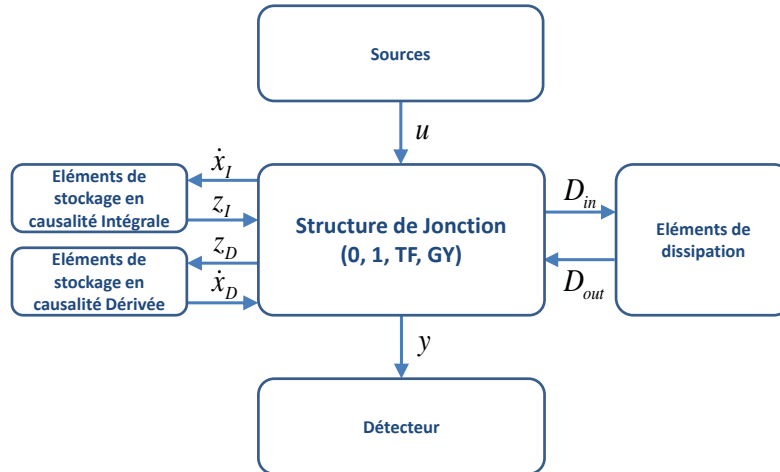 Sources
u
ẋ_I
Eléments de
stockage en
causalité Intégrale
z_I
Structure de Jonction
(0, 1, TF, GY)
D_in
Eléments de
dissipation
D_out
z_D
Eléments de
stockage en
causalité Dérivée
ẋ_D
y
Détecteur